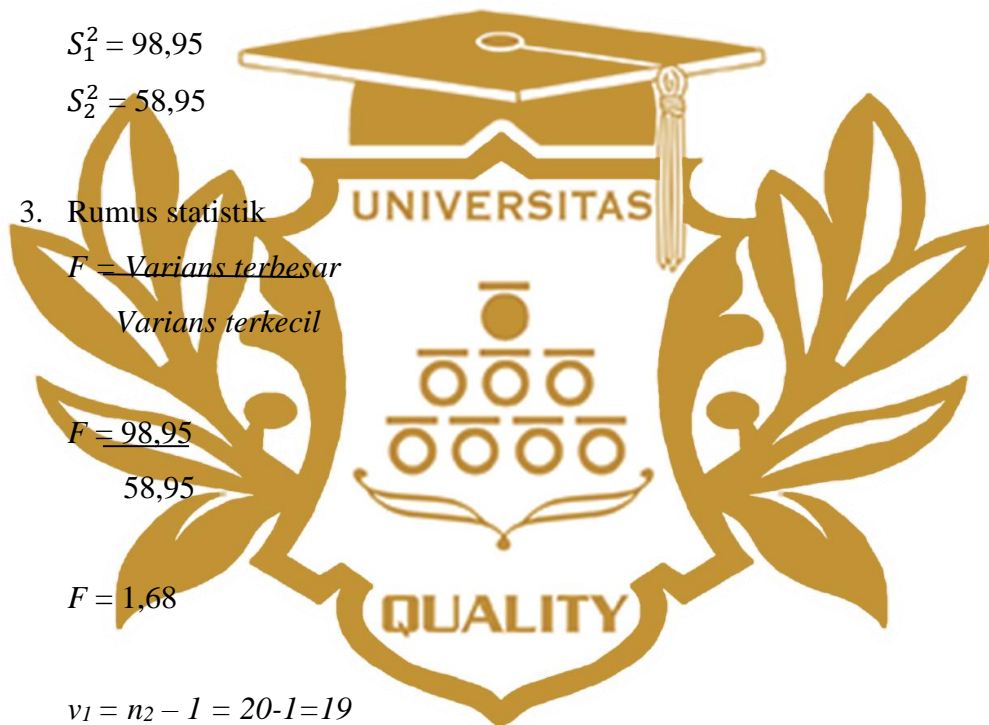 S₁² = 98,95
S₂² = 58,95
UNIVERSITAS
3. Rumus statistik
F = Varians terbesar
Varians terkecil
F = 98,95
58,95
F = 1,68
QUALITY
v₁ = n₂ – 1 = 20-1=19